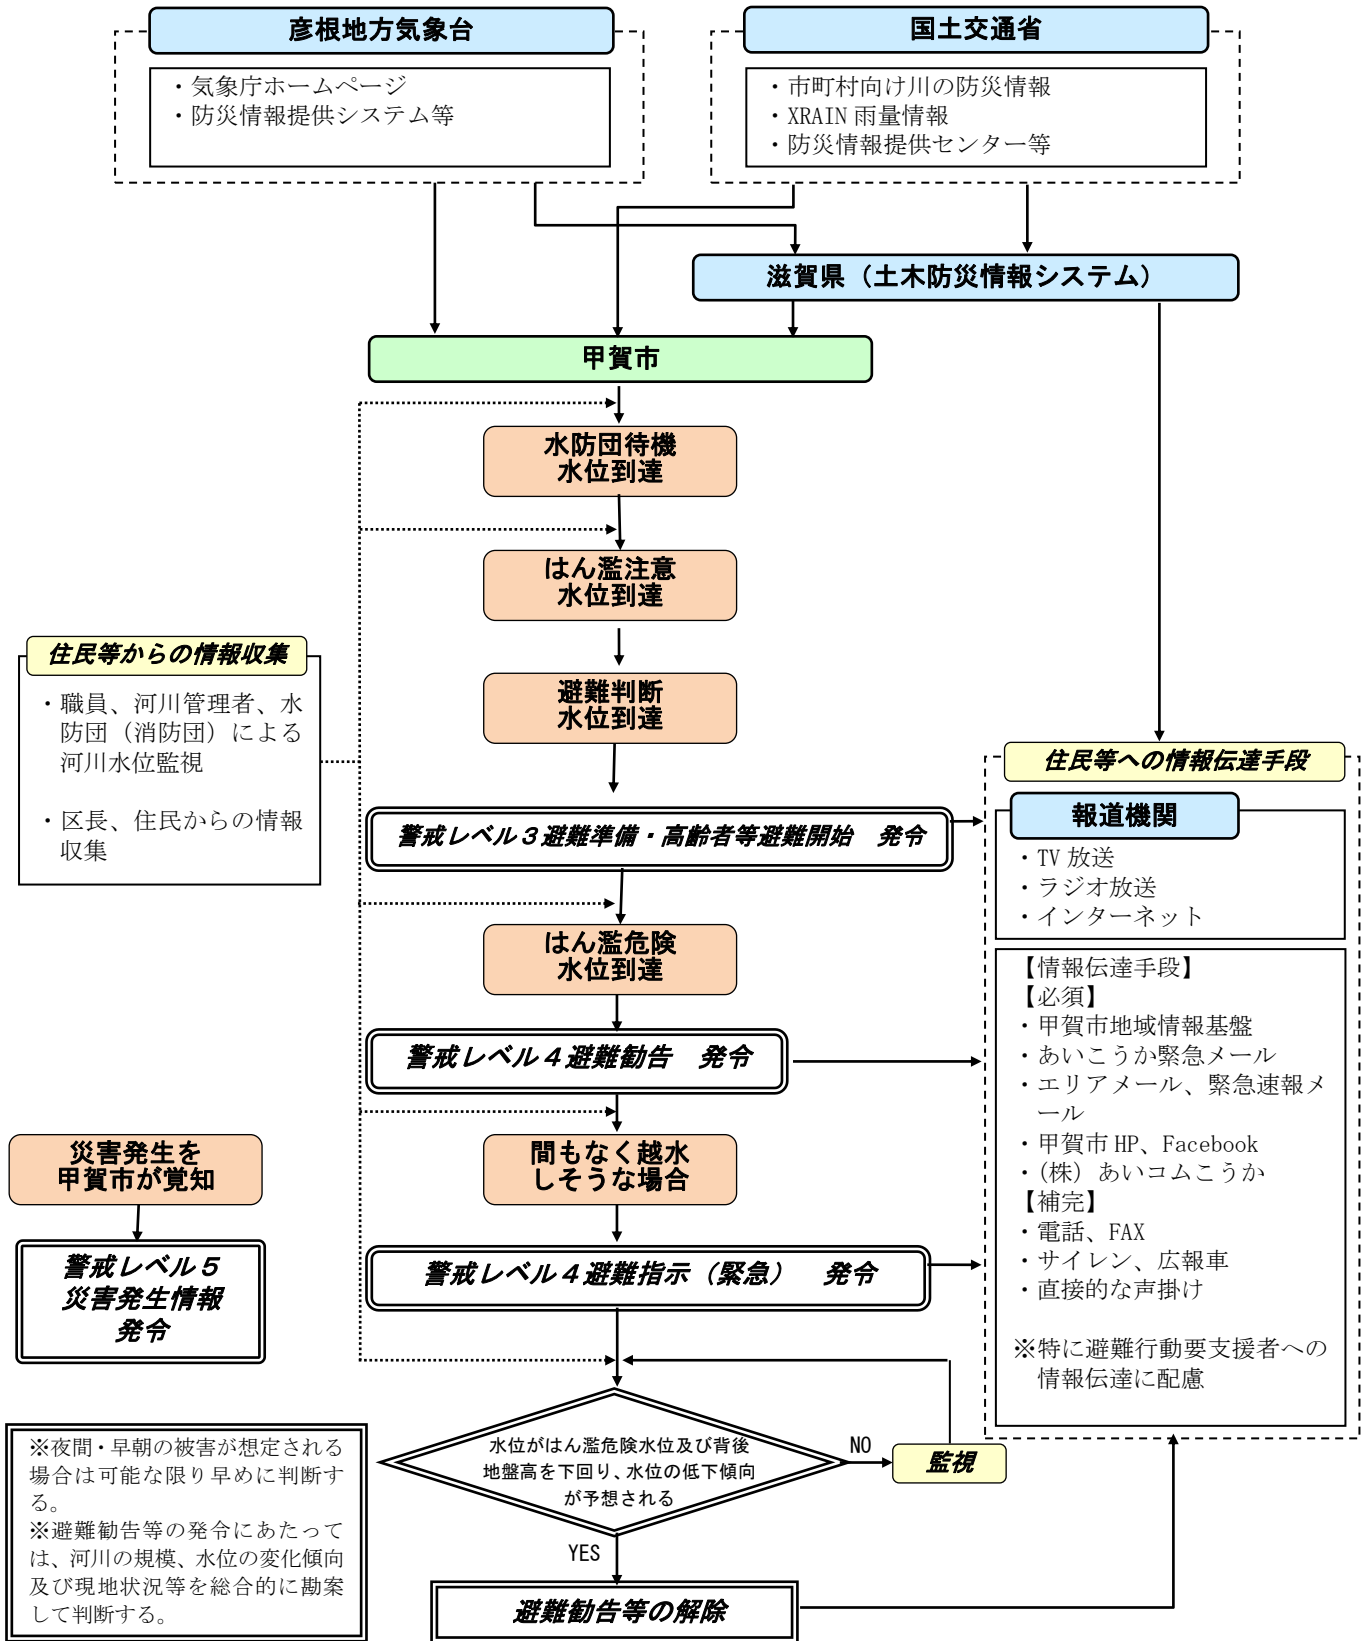 彦根地方気象台
・気象庁ホームページ
・防災情報提供システム等
国土交通省
・市町村向け川の防災情報
・XRAIN 雨量情報
・防災情報提供センター等
滋賀県（土木防災情報システム）
甲賀市
水防団待機
水位到達
はん濫注意
水位到達
住民等からの情報収集
・職員、河川管理者、水
防団（消防団）による
河川水位監視
・区長、住民からの情報
収集
避難判断
水位到達
警戒レベル３避難準備・高齢者等避難開始　発令
はん濫危険
水位到達
警戒レベル４避難勧告　発令
間もなく越水
しそうな場合
警戒レベル４避難指示（緊急）　発令
災害発生を
甲賀市が覚知
警戒レベル５
災害発生情報
発令
住民等への情報伝達手段
報道機関
・TV 放送
・ラジオ放送
・インターネット
【情報伝達手段】
【必須】
・甲賀市地域情報基盤
・あいこうか緊急メール
・エリアメール、緊急速報メ
ール
・甲賀市 HP、Facebook
・(株) あいコムこうか
【補完】
・電話、FAX
・サイレン、広報車
・直接的な声掛け
※特に避難行動要支援者への
情報伝達に配慮
水位がはん濫危険水位及び背後
地盤高を下回り、水位の低下傾向
が予想される
NO
監視
YES
避難勧告等の解除
※夜間・早朝の被害が想定される
場合は可能な限り早めに判断す
る。
※避難勧告等の発令にあたって
は、河川の規模、水位の変化傾向
及び現地状況等を総合的に勘案
して判断する。